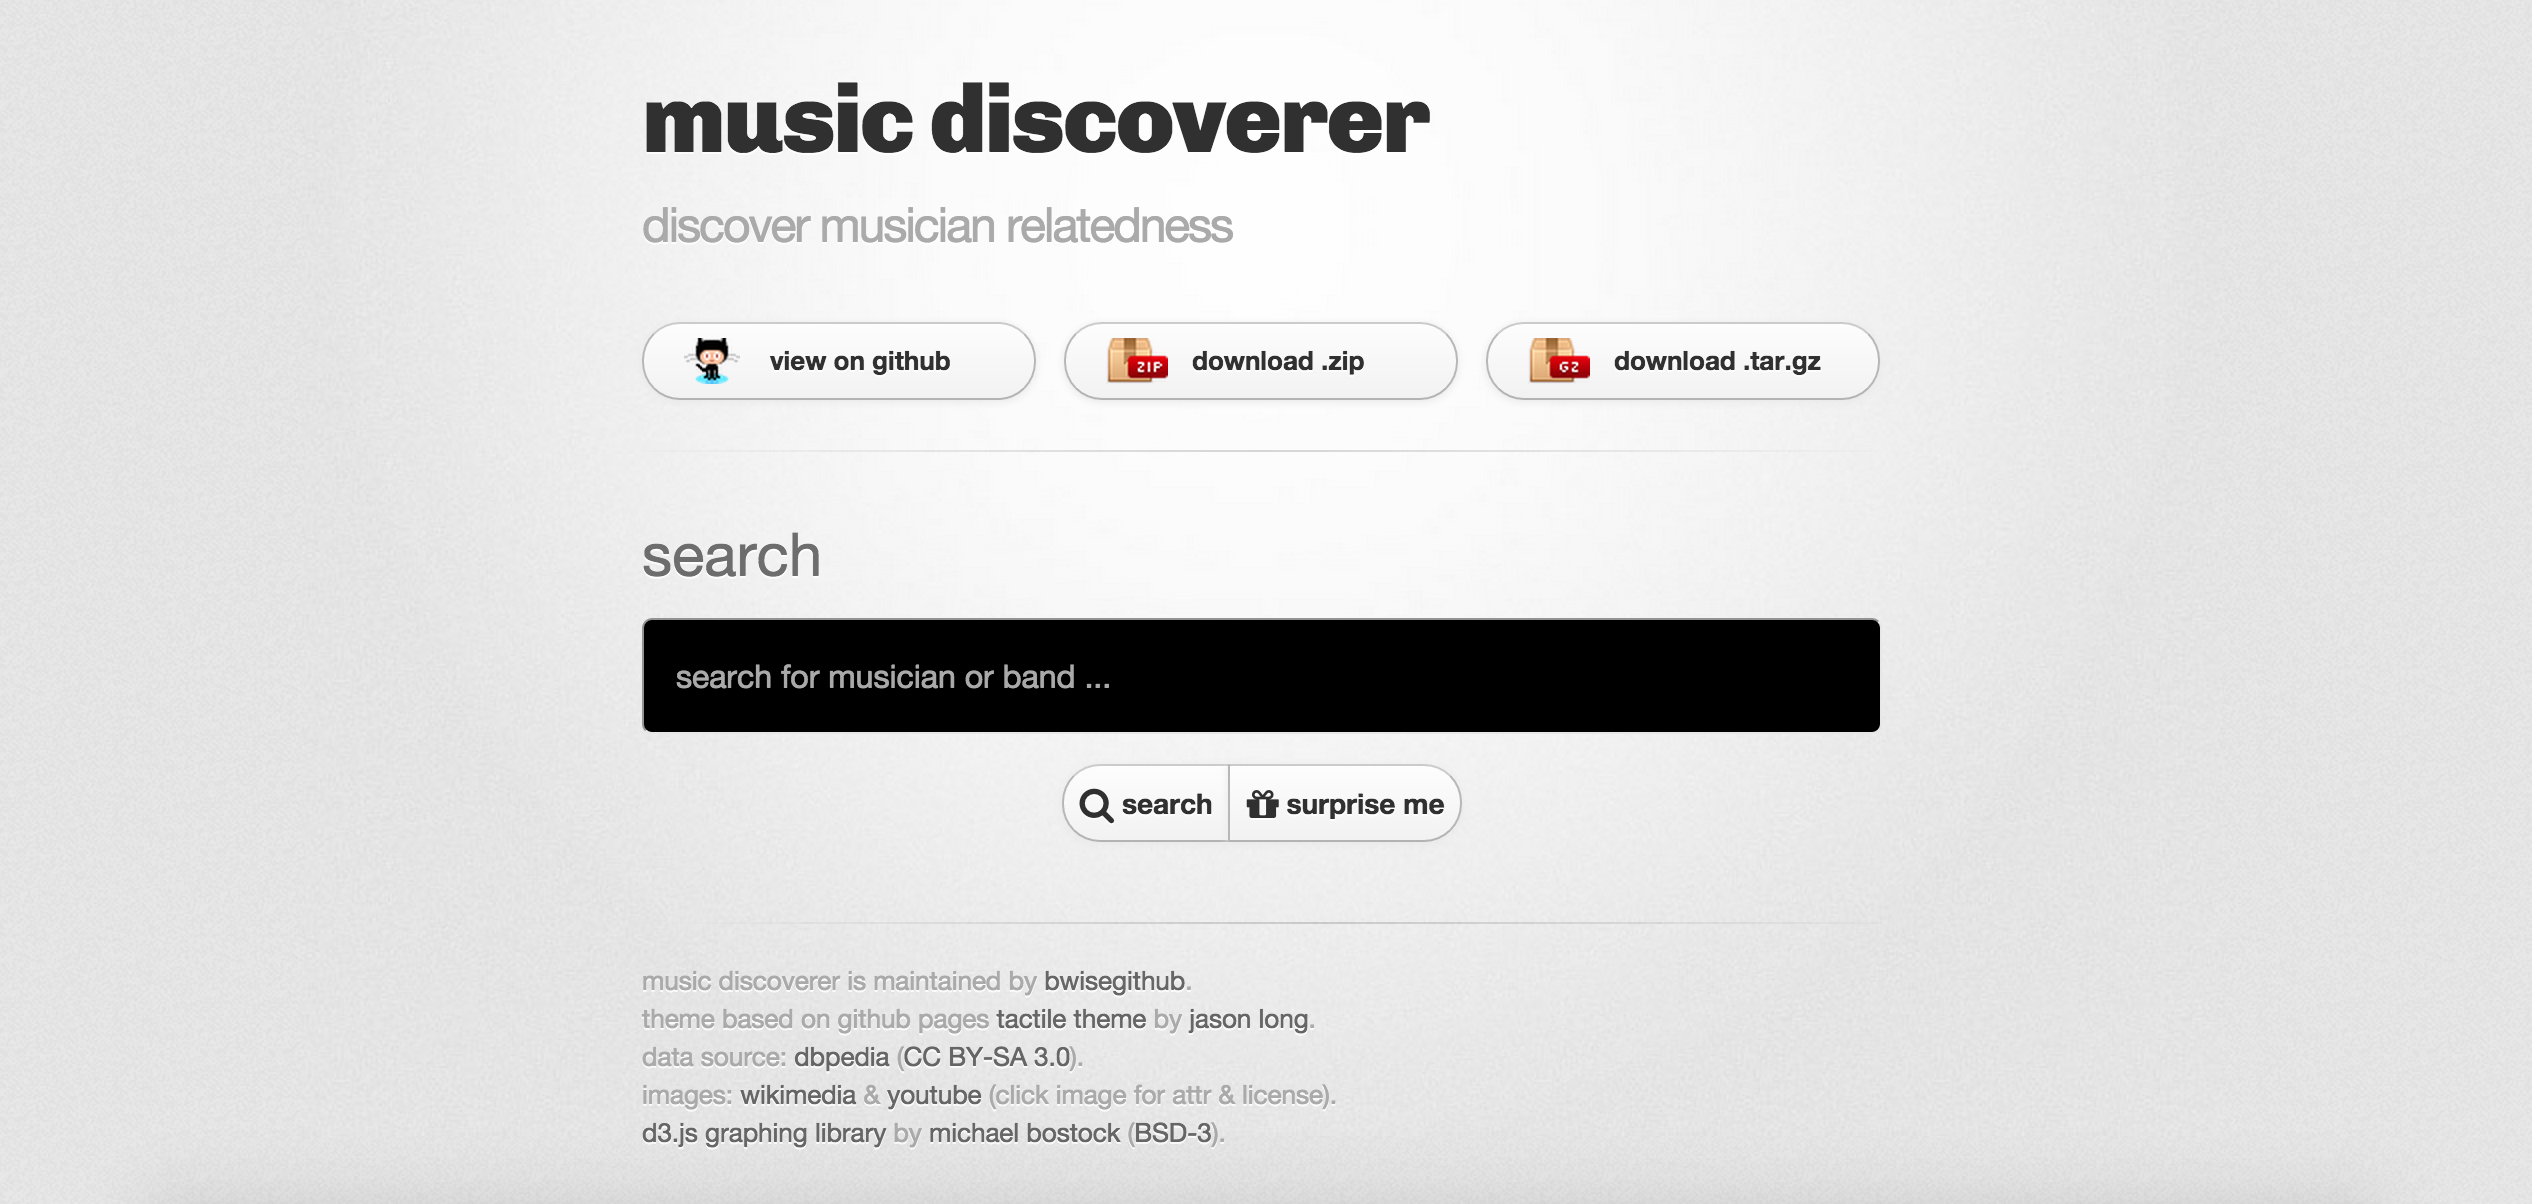 music discoverer
discover musician relatedness
view on github
ZIP
download .zip
GZ
download .tar.gz
search
search for musician or band ...
search
surprise me
music discoverer is maintained by bwisegithub.
theme based on github pages tactile theme by jason long.
data source: dbpedia (CC BY-SA 3.0).
images: wikimedia & youtube (click image for attr & license).
d3.js graphing library by michael bostock (BSD-3).